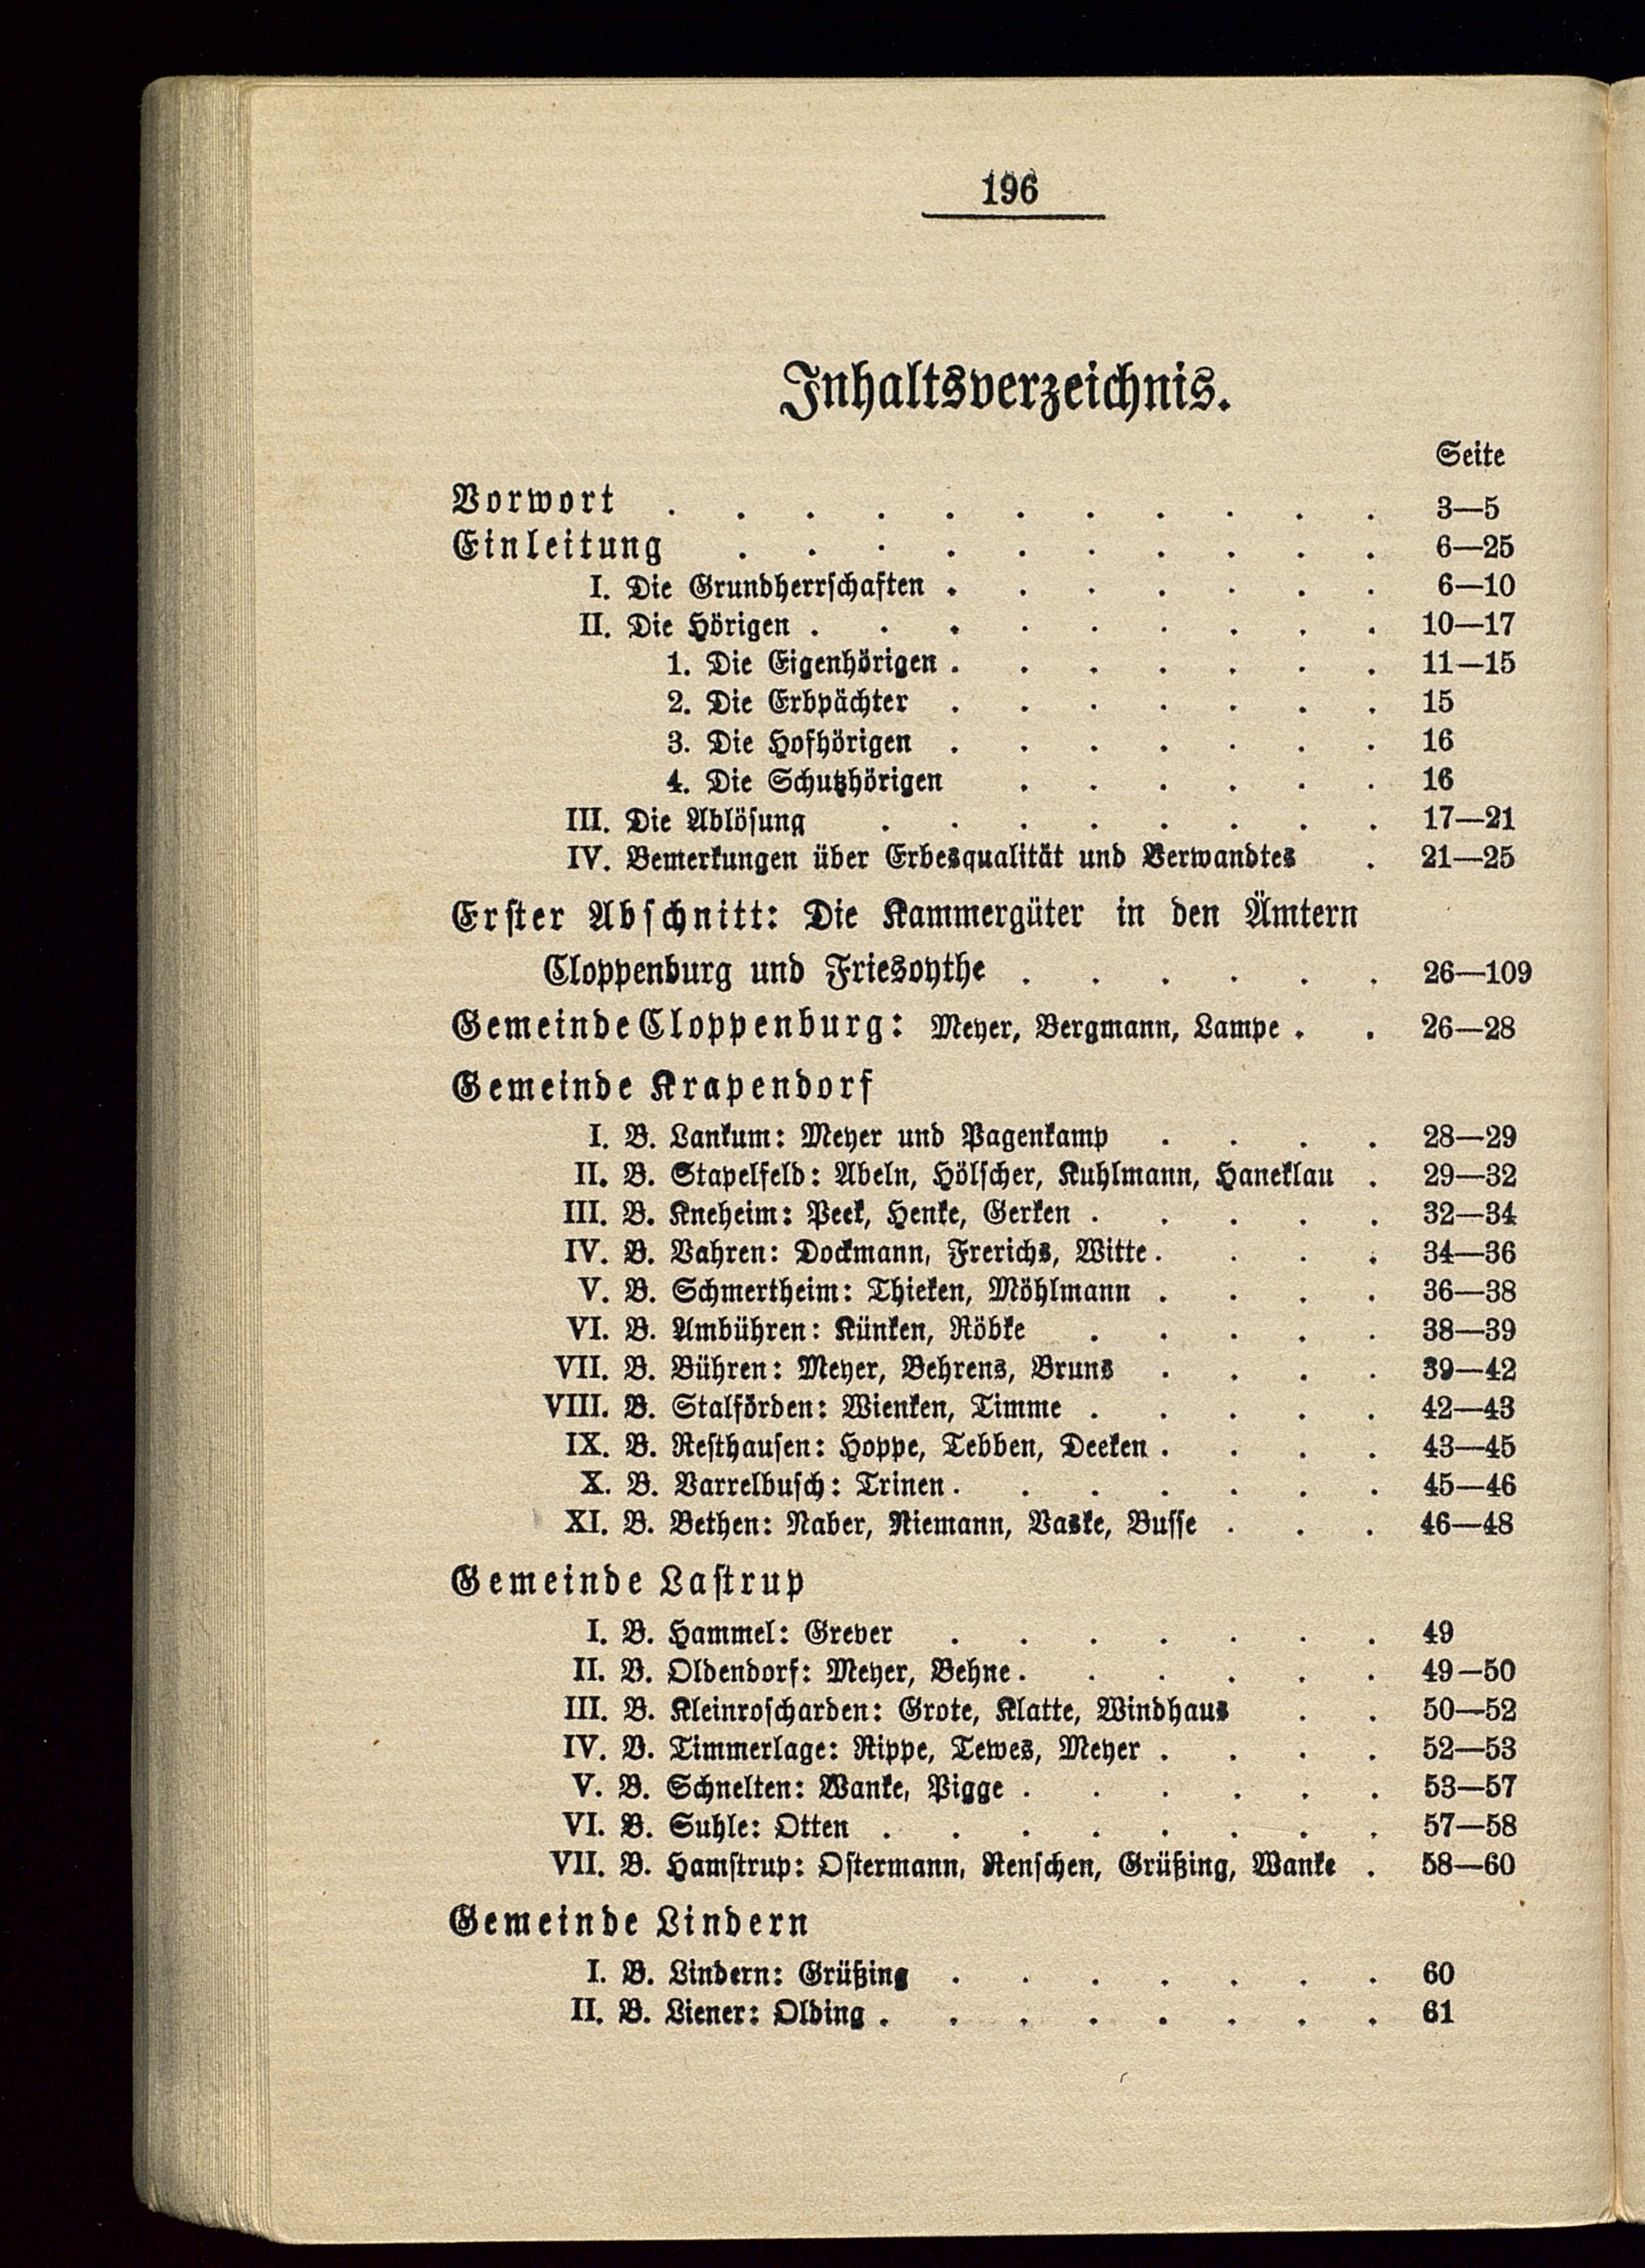 196
Inhaltsverzeichnis.
Seite
Vorwort . . . . . . . . . . . 3—5
Einleitung . . . . . . . . . . 6—25
I. Die Grundherrschaften . . . . . . . 6—10
II. Die Hörigen . . . . . . . . . 10—17
1. Die Eigenhörigen . . . . . . . 11—15
2. Die Erbpächter . . . . . . . 15
3. Die Hofhörigen . . . . . . . 16
4. Die Schutzhörigen . . . . . . 16
III. Die Ablösung . . . . . . . . 17—21
IV. Bemerkungen über Erbesqualität und Verwandtes . 21—25
Erster Abschnitt: Die Kammergüter in den Ämtern
Cloppenburg und Friesoythe . . . . . . 26—109
Gemeinde Cloppenburg: Meyer, Bergmann, Lampe . . 26—28
Gemeinde Krapendorf
I. B. Lankum: Meyer und Pagenkamp . . . . 28—29
II. B. Stapelfeld: Abeln, Hölscher, Kuhlmann, Haneklau . 29—32
III. B. Kneheim: Peek, Henke, Gerken . . . . . 32—34
IV. B. Vahren: Dockmann, Frerichs, Witte . . . . 34—36
V. B. Schmertheim: Thieken, Möhlmann . . . . 36—38
VI. B. Ambühren: Künken, Röbke . . . . . 38—39
VII. B. Bühren: Meyer, Behrens, Bruns . . . . 39—42
VIII. B. Stalförden: Wienken, Timme . . . . . 42—43
IX. B. Resthausen: Hoppe, Tebben, Deeken . . . . 43—45
X. B. Varrelbusch: Trinen . . . . . . . 45—46
XI. B. Bethen: Naber, Niemann, Vaske, Busse . . . 46—48
Gemeinde Lastrup
I. B. Hammel: Grever . . . . . . . 49
II. B. Oldendorf: Meyer, Behne . . . . . . 49—50
III. B. Kleinroscharden: Grote, Klatte, Windhaus . . 50—52
IV. B. Timmerlage: Rippe, Tewes, Meyer . . . . 52—53
V. B. Schnelten: Wanke, Pigge . . . . . . 53—57
VI. B. Suhle: Otten . . . . . . . . 57—58
VII. B. Hamstrup: Ostermann, Renschen, Grüßing, Wanke . 58—60
Gemeinde Lindern
I. B. Lindern: Grüßing . . . . . . . 60
II. B. Liener: Olding . . . . . . . . 61